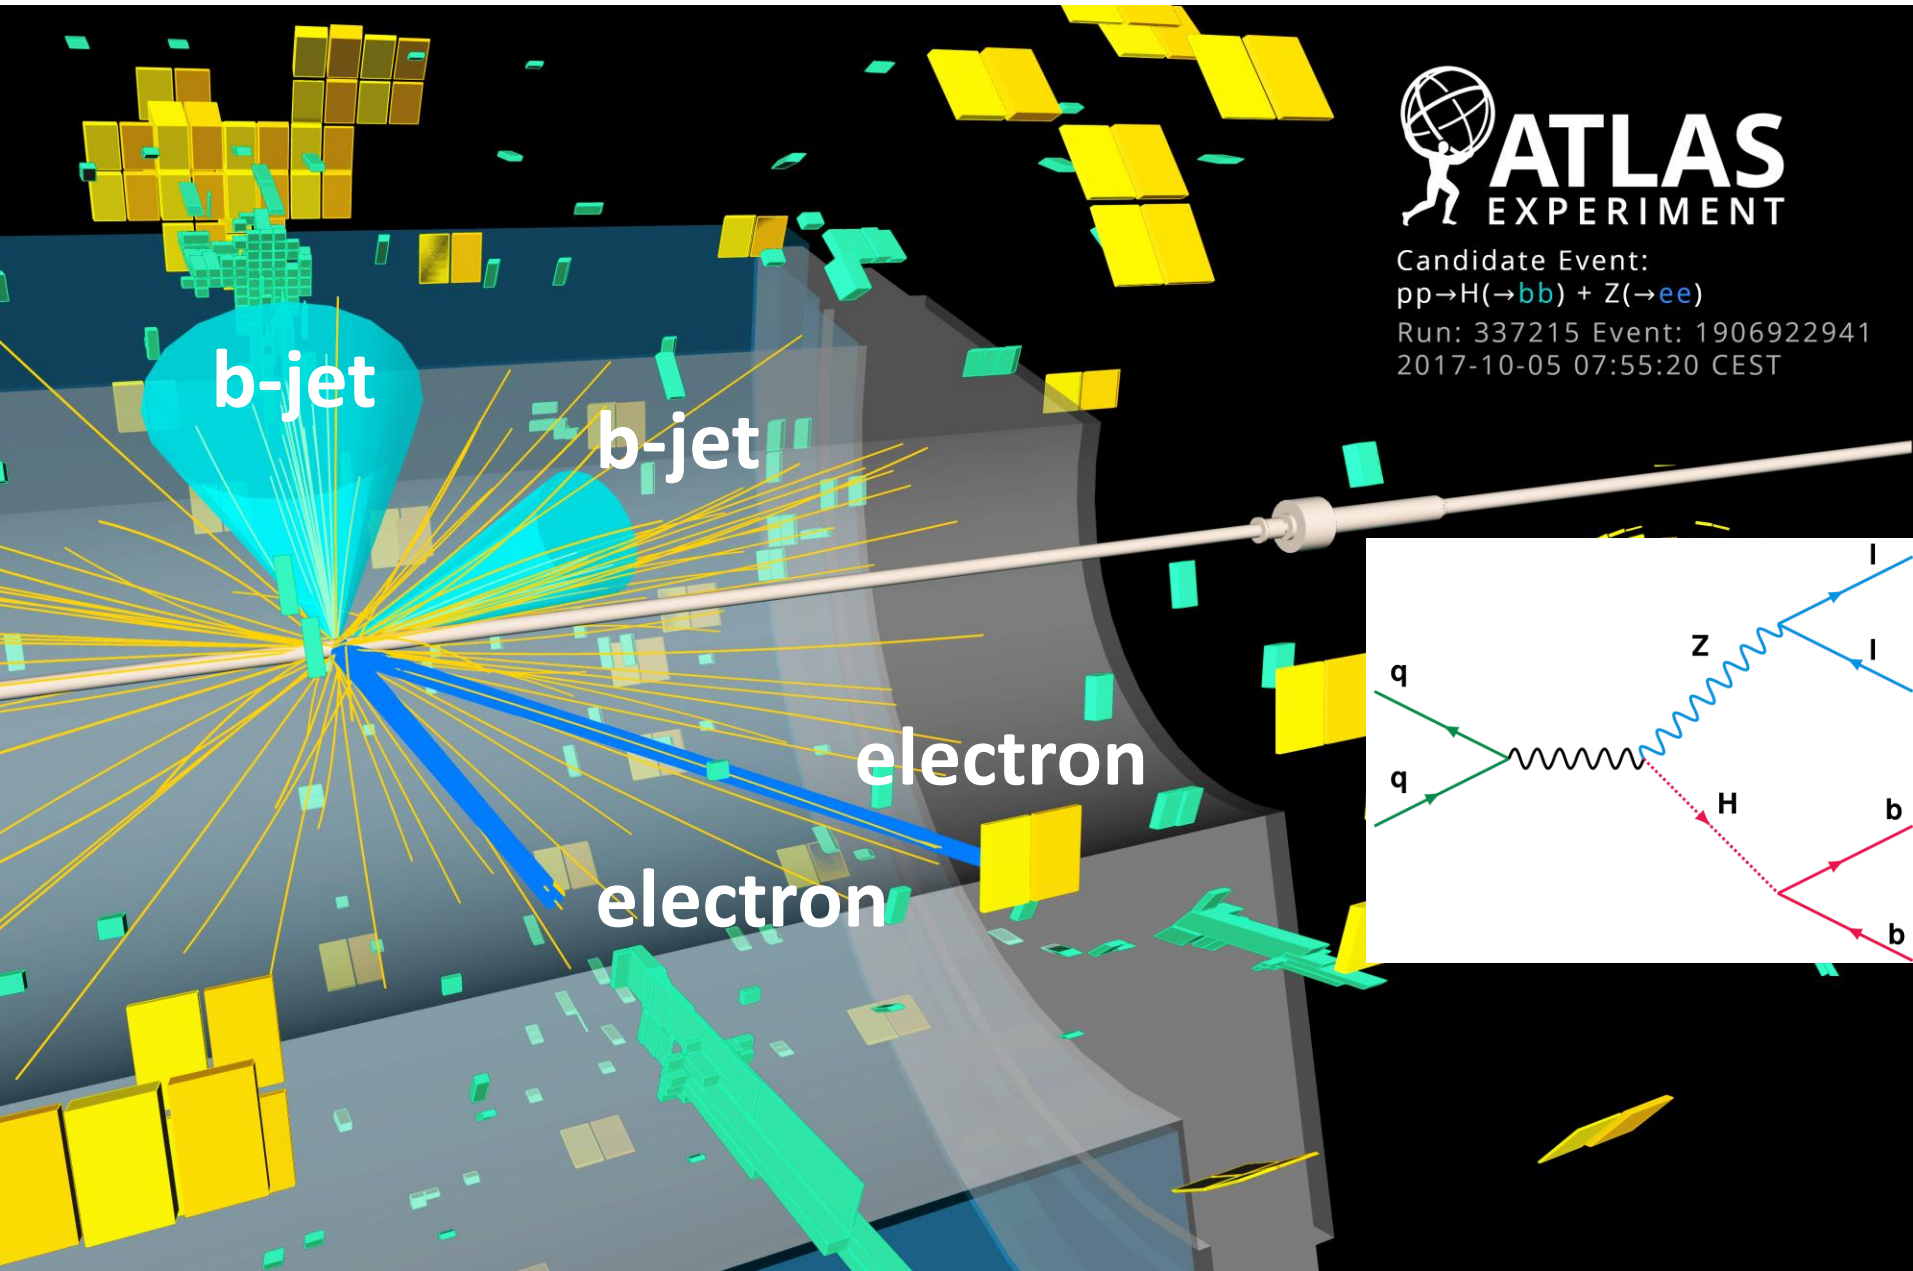 ATLAS
EXPERIMENT
Candidate Event:
pp→H(→bb) + Z(→ee)
Run: 337215 Event: 1906922941
2017-10-05 07:55:20 CEST
b-jet
b-jet
electron
electron
q
q
Z
H
l
l
b
b